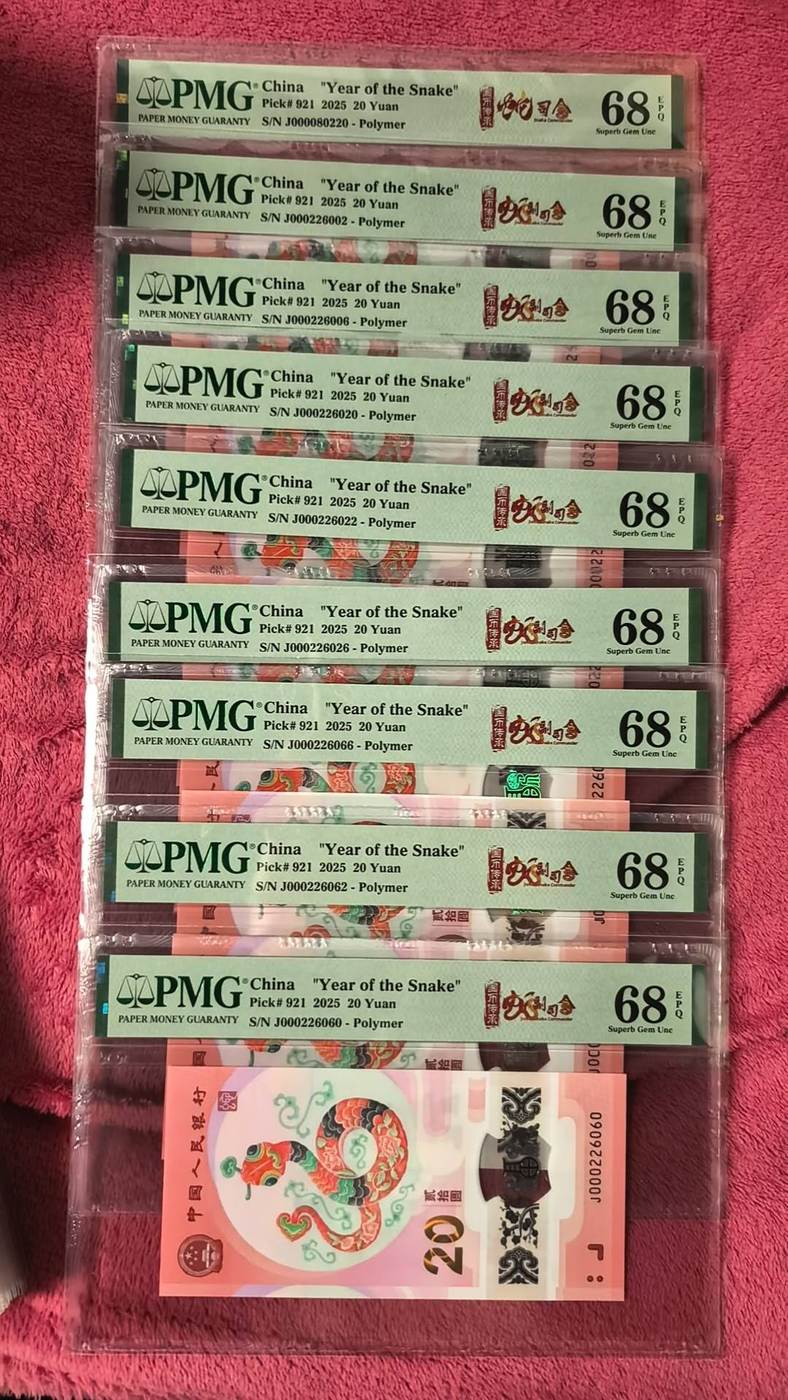 PMG China "Year of the Snake"
Pick# 921 2025 20 Yuan
PAPER MONEY GUARANTY S/N J000080220 - Polymer
68 EPQ
Superb Gem Unc
PMG China "Year of the Snake"
Pick# 921 2025 20 Yuan
PAPER MONEY GUARANTY S/N J000226002 - Polymer
68 EPQ
Superb Gem Unc
PMG China "Year of the Snake"
Pick# 921 2025 20 Yuan
PAPER MONEY GUARANTY S/N J000226006 - Polymer
68 EPQ
Superb Gem Unc
PMG China "Year of the Snake"
Pick# 921 2025 20 Yuan
PAPER MONEY GUARANTY S/N J000226020 - Polymer
68 EPQ
Superb Gem Unc
PMG China "Year of the Snake"
Pick# 921 2025 20 Yuan
PAPER MONEY GUARANTY S/N J000226022 - Polymer
68 EPQ
Superb Gem Unc
PMG China "Year of the Snake"
Pick# 921 2025 20 Yuan
PAPER MONEY GUARANTY S/N J000226026 - Polymer
68 EPQ
Superb Gem Unc
PMG China "Year of the Snake"
Pick# 921 2025 20 Yuan
PAPER MONEY GUARANTY S/N J000226066 - Polymer
68 EPQ
Superb Gem Unc
PMG China "Year of the Snake"
Pick# 921 2025 20 Yuan
PAPER MONEY GUARANTY S/N J000226062 - Polymer
68 EPQ
Superb Gem Unc
PMG China "Year of the Snake"
Pick# 921 2025 20 Yuan
PAPER MONEY GUARANTY S/N J000226060 - Polymer
68 EPQ
Superb Gem Unc
中国人民银行
贰拾圆
20
J000226060